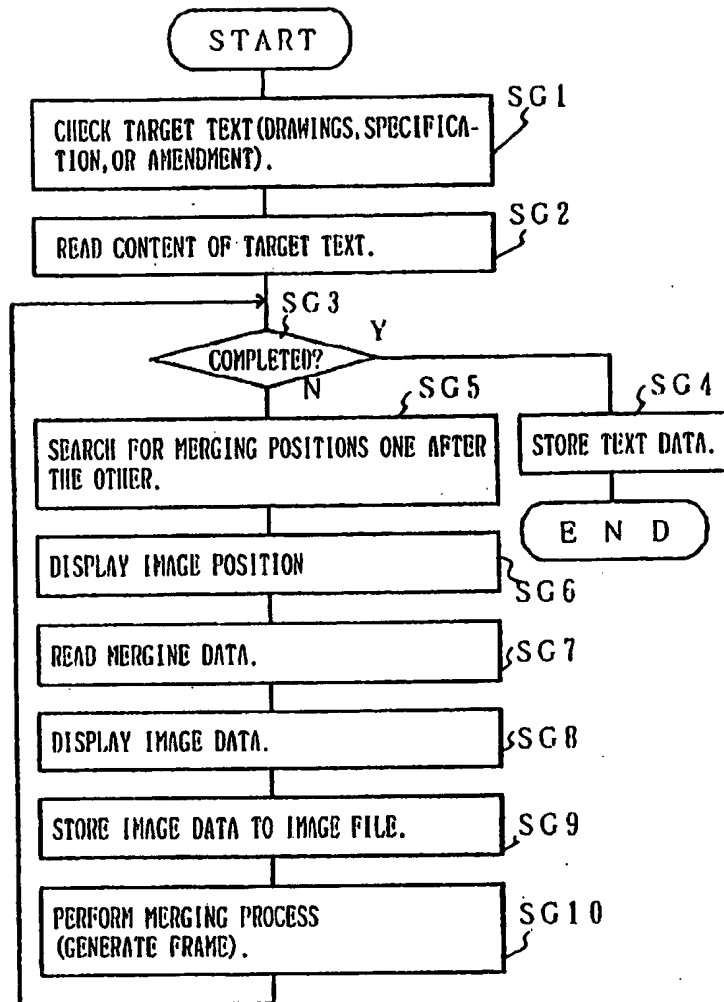 START
SG1
CHECK TARGET TEXT (DRAWINGS, SPECIFICA-
TION, OR AMENDMENT).
SG2
READ CONTENT OF TARGET TEXT.
SG3
COMPLETED?
Y
N
SG4
STORE TEXT DATA.
END
SG5
SEARCH FOR MERGING POSITIONS ONE AFTER
THE OTHER.
DISPLAY IMAGE POSITION
SG6
READ MERGINE DATA.
SG7
DISPLAY IMAGE DATA.
SG8
STORE IMAGE DATA TO IMAGE FILE.
SG9
PERFORM MERGING PROCESS
(GENERATE FRAME).
SG10